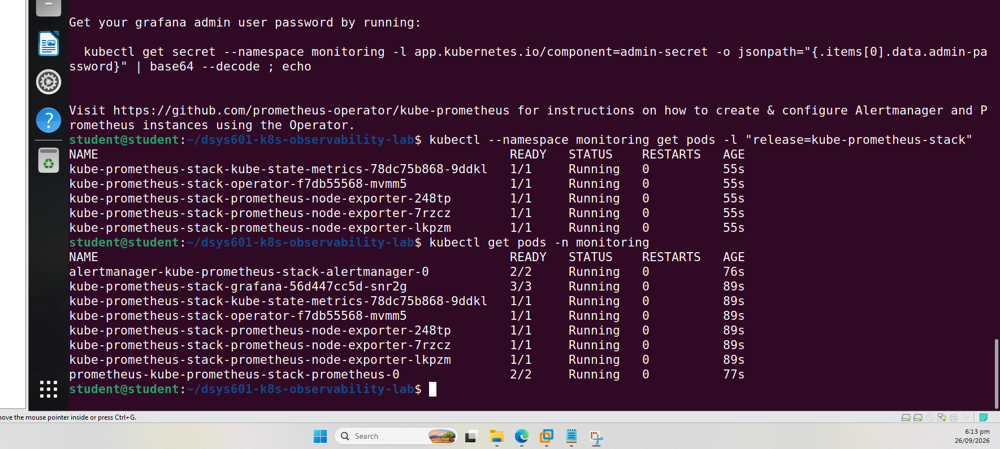 Get your grafana admin user password by running:
  kubectl get secret --namespace monitoring -l app.kubernetes.io/component=admin-secret -o jsonpath="{.items[0].data.admin-pa
ssword}" | base64 --decode ; echo
Visit https://github.com/prometheus-operator/kube-prometheus for instructions on how to create & configure Alertmanager and P
rometheus instances using the Operator.
student@student:~/dsys601-k8s-observability-lab$ kubectl --namespace monitoring get pods -l "release=kube-prometheus-stack"
NAME                                                        READY   STATUS    RESTARTS   AGE
kube-prometheus-stack-kube-state-metrics-78dc75b868-9ddkl   1/1     Running   0          55s
kube-prometheus-stack-operator-f7db55568-mvmm5              1/1     Running   0          55s
kube-prometheus-stack-prometheus-node-exporter-248tp        1/1     Running   0          55s
kube-prometheus-stack-prometheus-node-exporter-7rzcz        1/1     Running   0          55s
kube-prometheus-stack-prometheus-node-exporter-lkpzm        1/1     Running   0          55s
student@student:~/dsys601-k8s-observability-lab$ kubectl get pods -n monitoring
NAME                                                        READY   STATUS    RESTARTS   AGE
alertmanager-kube-prometheus-stack-alertmanager-0           2/2     Running   0          76s
kube-prometheus-stack-grafana-56d447cc5d-snr2g              3/3     Running   0          89s
kube-prometheus-stack-kube-state-metrics-78dc75b868-9ddkl   1/1     Running   0          89s
kube-prometheus-stack-operator-f7db55568-mvmm5              1/1     Running   0          89s
kube-prometheus-stack-prometheus-node-exporter-248tp        1/1     Running   0          89s
kube-prometheus-stack-prometheus-node-exporter-7rzcz        1/1     Running   0          89s
kube-prometheus-stack-prometheus-node-exporter-lkpzm        1/1     Running   0          89s
prometheus-kube-prometheus-stack-prometheus-0               2/2     Running   0          77s
student@student:~/dsys601-k8s-observability-lab$
the mouse pointer inside or press Ctrl+G.
Search
6:13 pm
26/09/2026